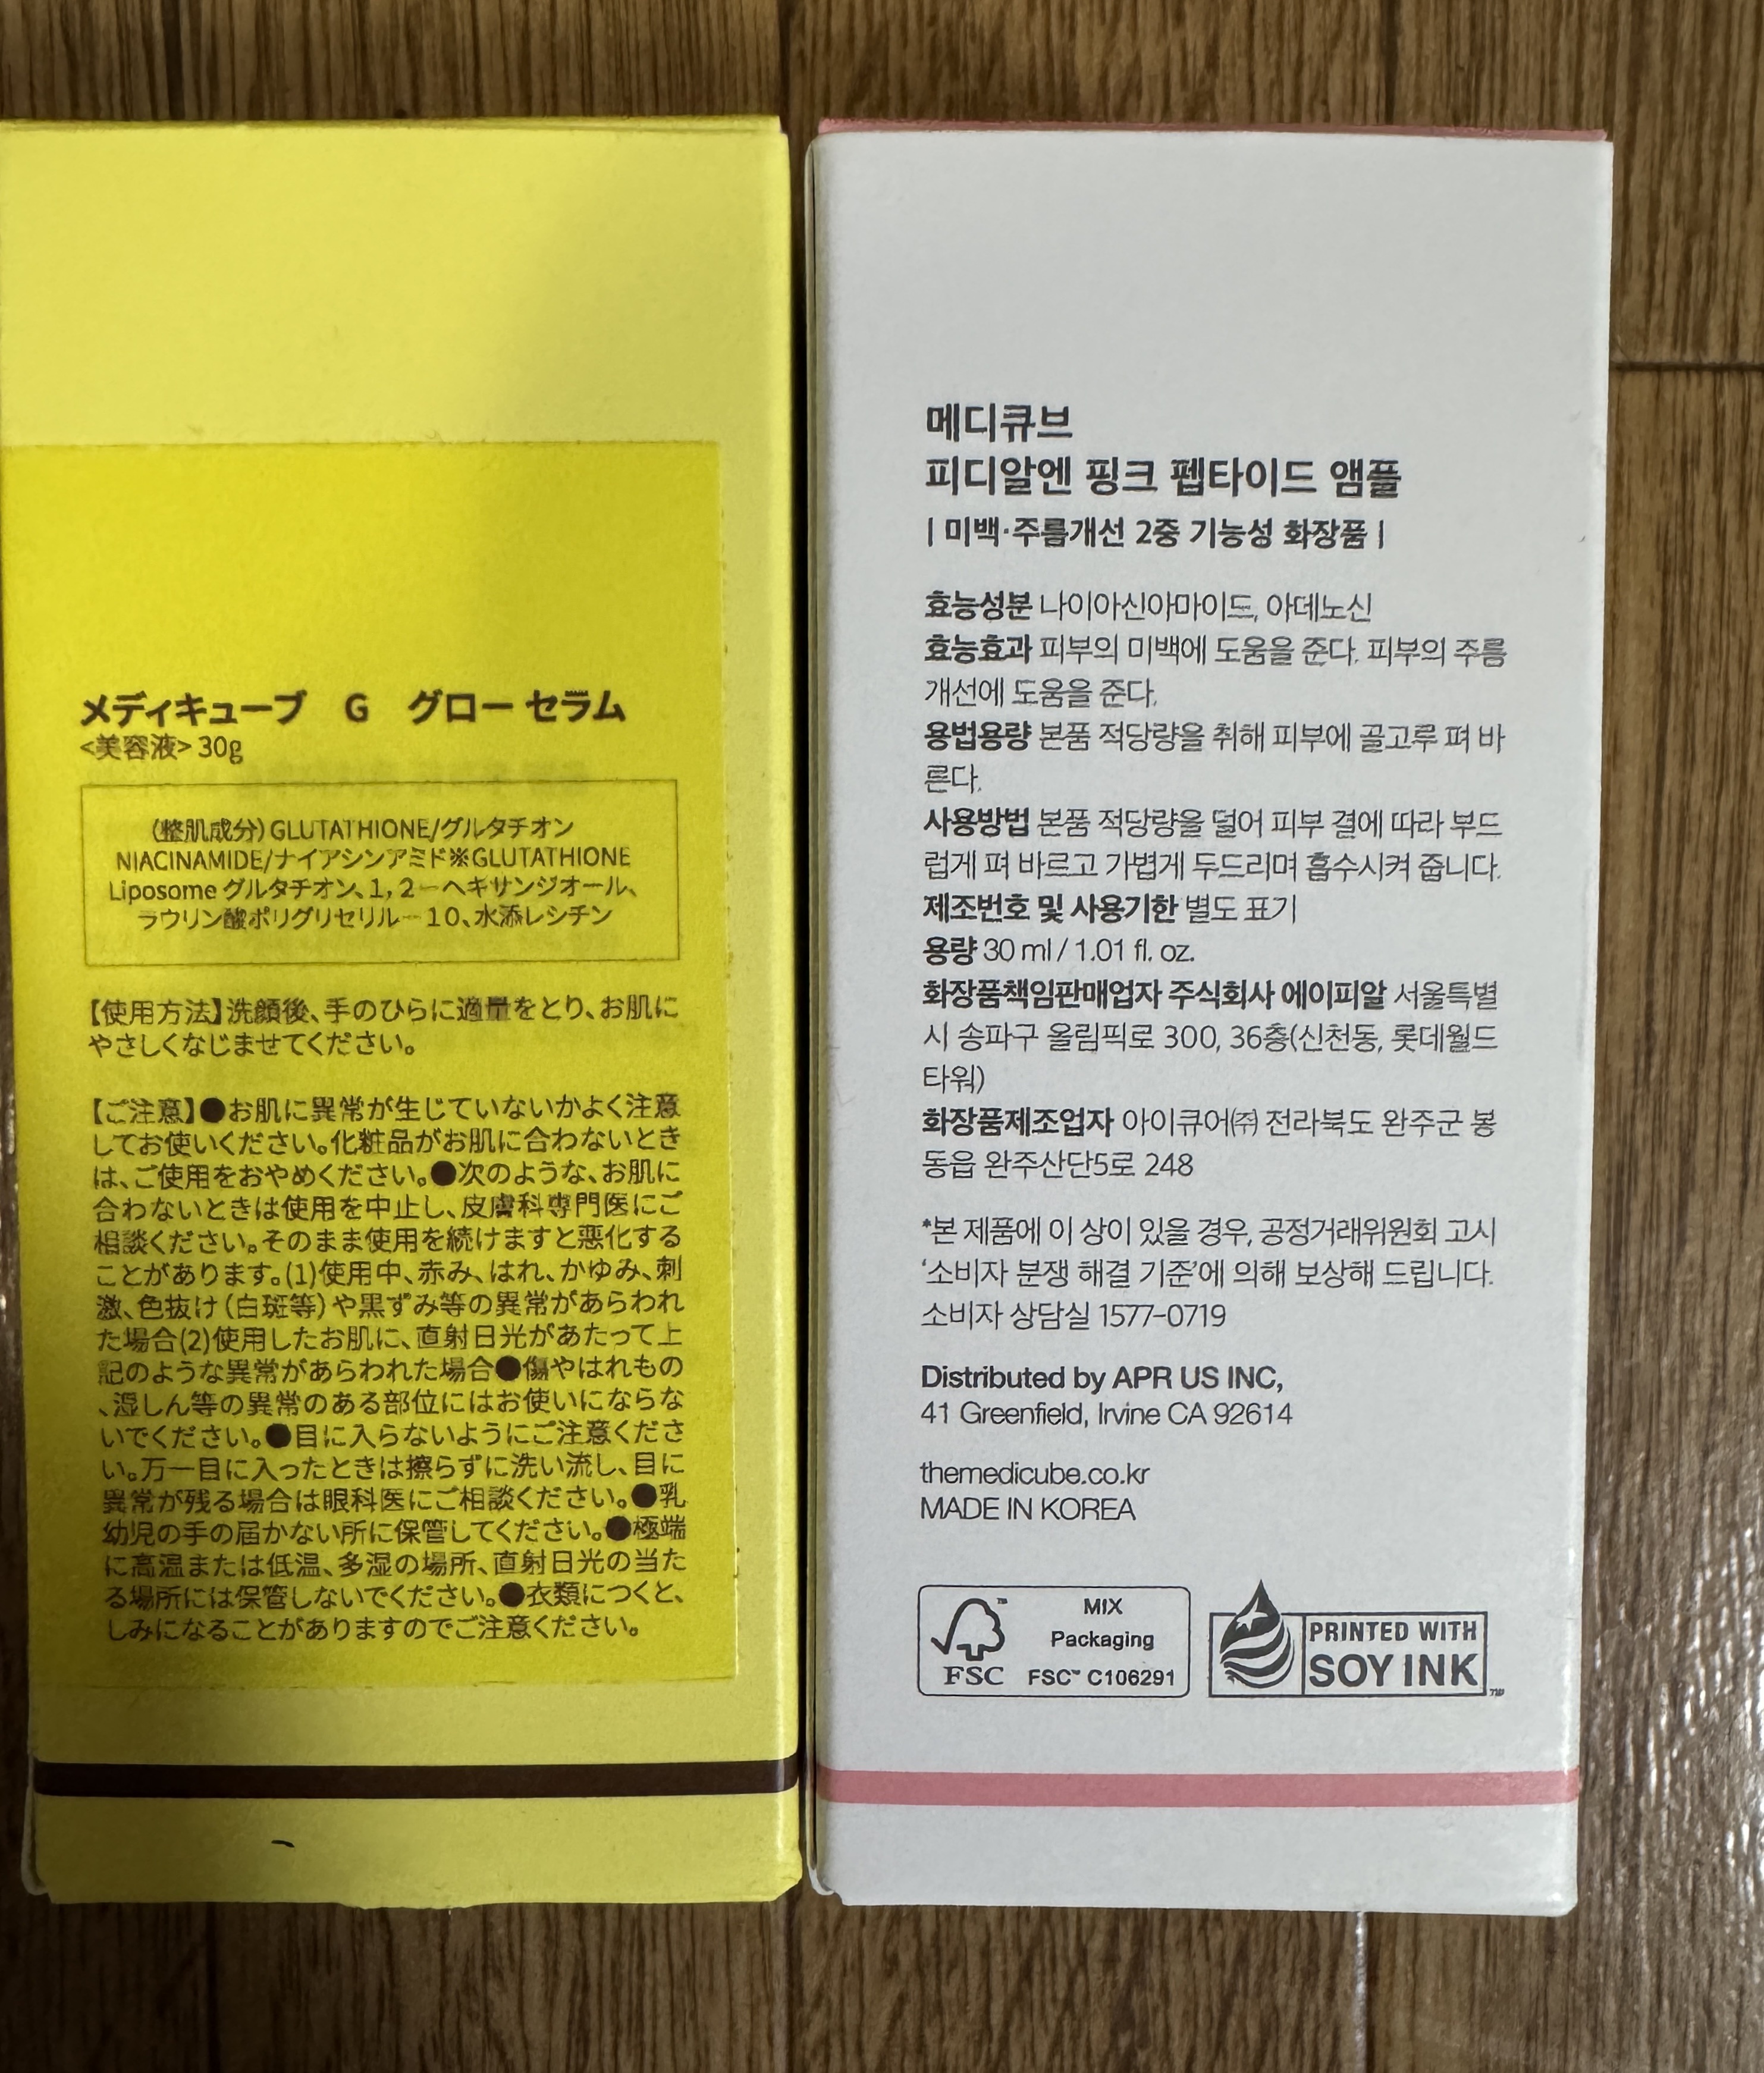 メディキューブ G グロー セラム
<美容液> 30g
(整肌成分) GLUTATHIONE/グルタチオン
NIACINAMIDE/ナイアシンアミド※GLUTATHIONE
Liposome グルタチオン、1,2－ヘキサンジオール、
ラウリン酸ポリグリセリル－10、水添レシチン
【使用方法】洗顔後、手のひらに適量をとり、お肌に
やさしくなじませてください。
【ご注意】●お肌に異常が生じていないかよく注意
してお使いください。化粧品がお肌に合わないとき
は、ご使用をおやめください。●次のような、お肌に
合わないときは使用を中止し、皮膚科専門医にご
相談ください。そのまま使用を続けますと悪化する
ことがあります。(1)使用中、赤み、はれ、かゆみ、刺
激、色抜け(白斑等)や黒ずみ等の異常があらわれ
た場合(2)使用したお肌に、直射日光があたって上
記のような異常があらわれた場合●傷やはれもの
、湿しん等の異常のある部位にはお使いにならな
いでください。●目に入らないようにご注意くださ
い。万一目に入ったときは擦らずに洗い流し、目に
異常が残る場合は眼科医にご相談ください。●乳
幼児の手の届かない所に保管してください。●極端
に高温または低温、多湿の場所、直射日光の当た
る場所には保管しないでください。●衣類につくと、
しみになることがありますのでご注意ください。
메디큐브
피디알엔 핑크 펩타이드 앰플
| 미백·주름개선 2중 기능성 화장품 |
효능성분 나이아신아마이드, 아데노신
효능효과 피부의 미백에 도움을 준다. 피부의 주름
개선에 도움을 준다.
용법용량 본품 적당량을 취해 피부에 골고루 펴 바
른다.
사용방법 본품 적당량을 덜어 피부 결에 따라 부드
럽게 펴 바르고 가볍게 두드리며 흡수시켜 줍니다.
제조번호 및 사용기한 별도 표기
용량 30 ml / 1.01 fl. oz.
화장품책임판매업자 주식회사 에이피알 서울특별
시 송파구 올림픽로 300, 36층(신천동, 롯데월드
타워)
화장품제조업자 아이큐어㈜ 전라북도 완주군 봉
동읍 완주산단5로 248
*본 제품에 이 상이 있을 경우, 공정거래위원회 고시
‘소비자 분쟁 해결 기준’에 의해 보상해 드립니다.
소비자 상담실 1577-0719
Distributed by APR US INC,
41 Greenfield, Irvine CA 92614
themedicube.co.kr
MADE IN KOREA
FSC™
MIX
Packaging
FSC™ C106291
PRINTED WITH
SOY INK™